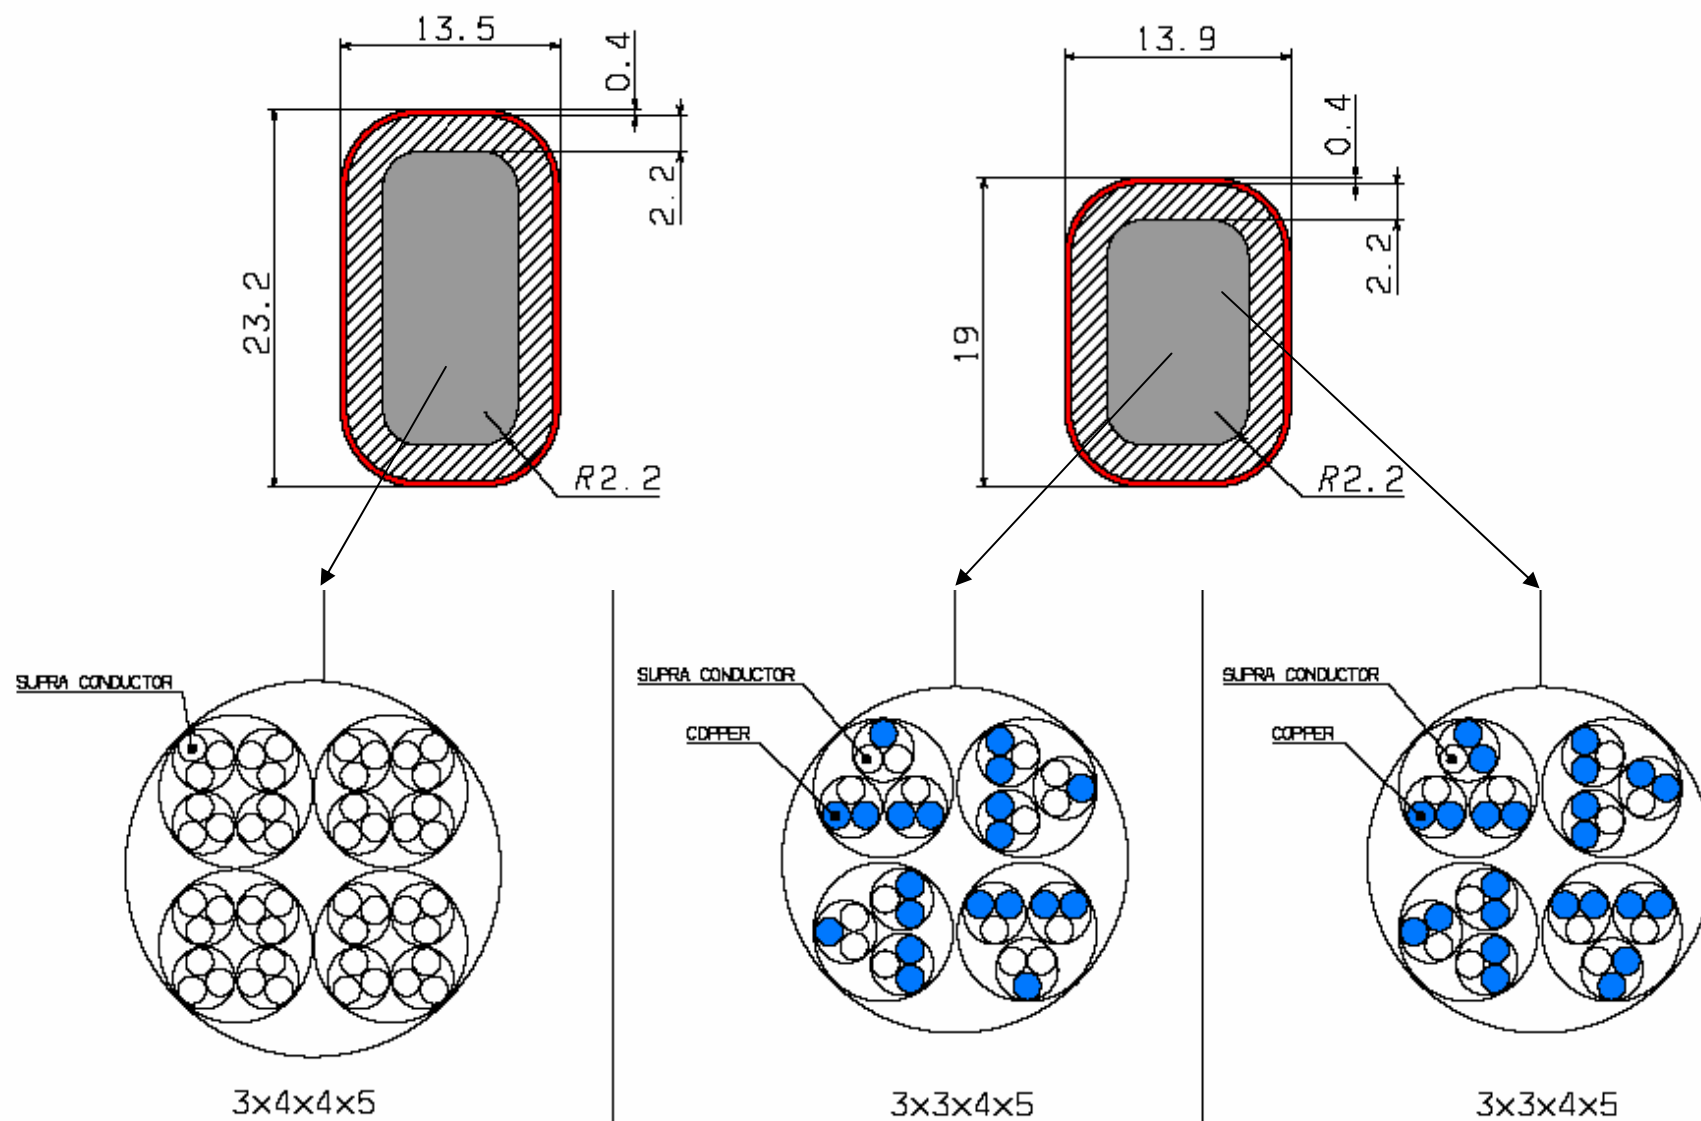 13.5
0.4
2.2
23.2
R2.2
13.9
0.4
2.2
19
R2.2
SUPRA CONDUCTOR
SUPRA CONDUCTOR
COPPER
SUPRA CONDUCTOR
COPPER
3x4x4x5
3x3x4x5
3x3x4x5